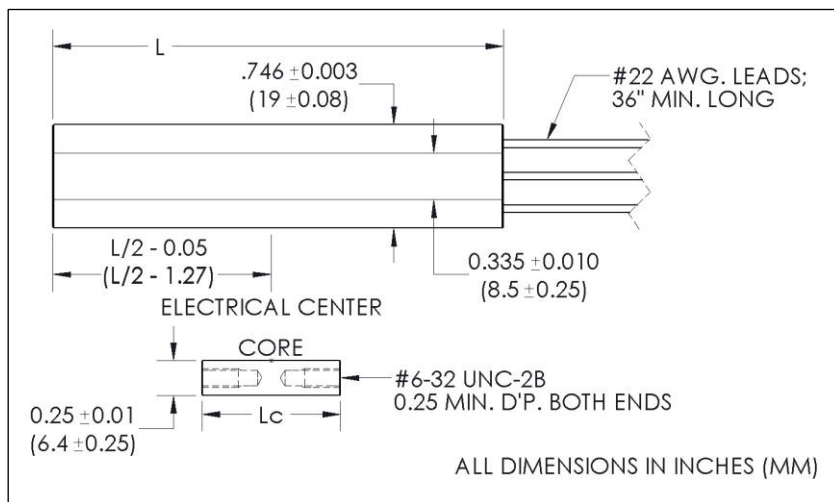 L
.746 ±0.003
(19 ±0.08)
#22 AWG. LEADS;
36" MIN. LONG
L/2 - 0.05
(L/2 - 1.27)
ELECTRICAL CENTER
0.335 ±0.010
(8.5 ±0.25)
CORE
0.25 ±0.01
(6.4 ±0.25)
Lc
#6-32 UNC-2B
0.25 MIN. D'P. BOTH ENDS
ALL DIMENSIONS IN INCHES (MM)